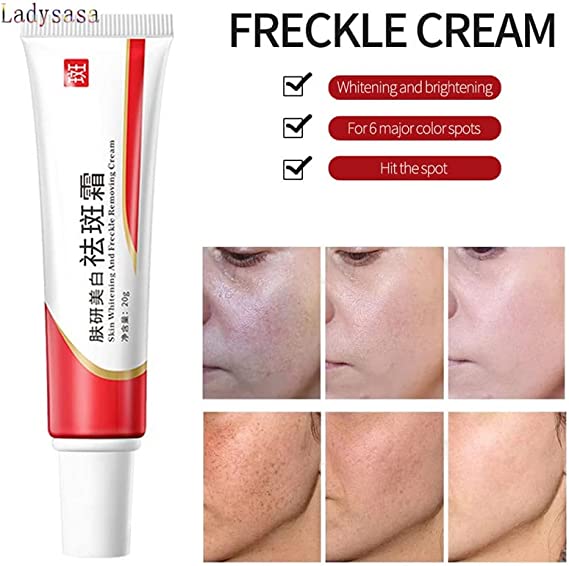 Ladysasa
FRECKLE CREAM
Whitening and brightening
For 6 major color spots
Hit the spot
斑
肤研美白 祛斑霜
Skin Whitening And Freckle Removing Cream
净含量：20g